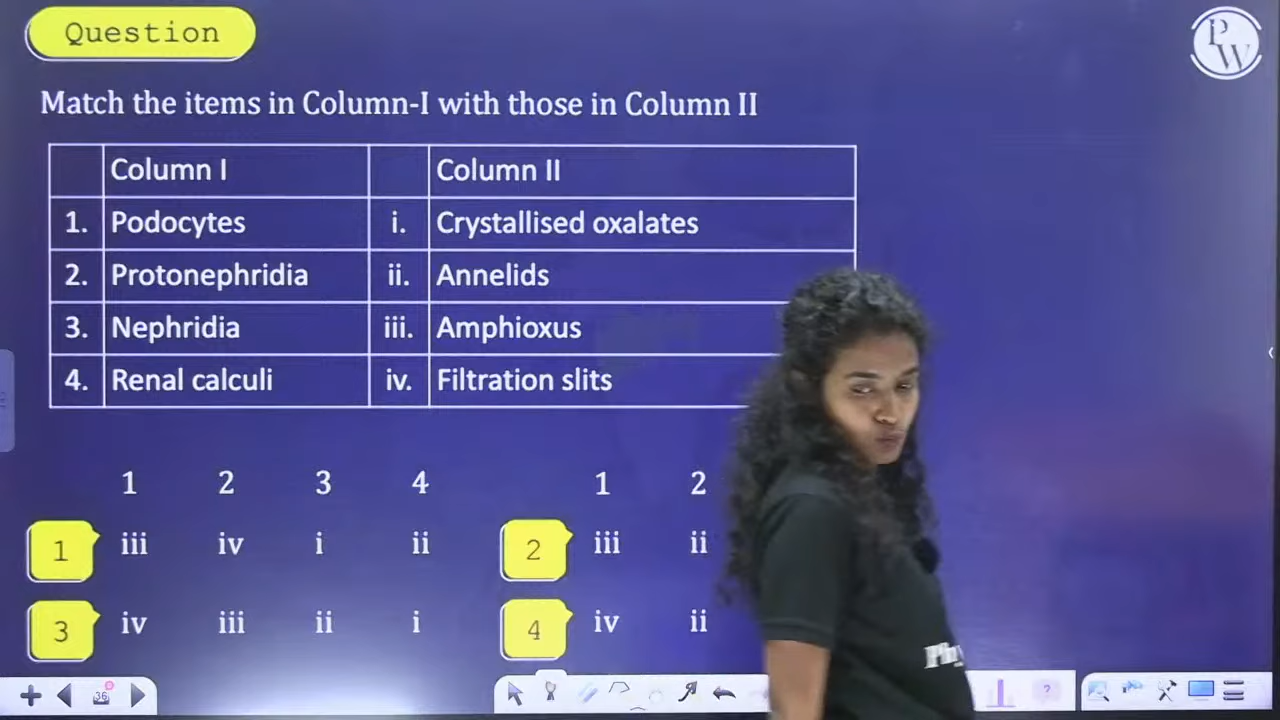 Question
PW
Match the items in Column-I with those in Column II
Column I Column II
1. Podocytes i. Crystallised oxalates
2. Protonephridia ii. Annelids
3. Nephridia iii. Amphioxus
4. Renal calculi iv. Filtration slits
1 2 3 4 1 2
1 iii iv i ii 2 iii ii
3 iv iii ii i 4 iv ii
36
?